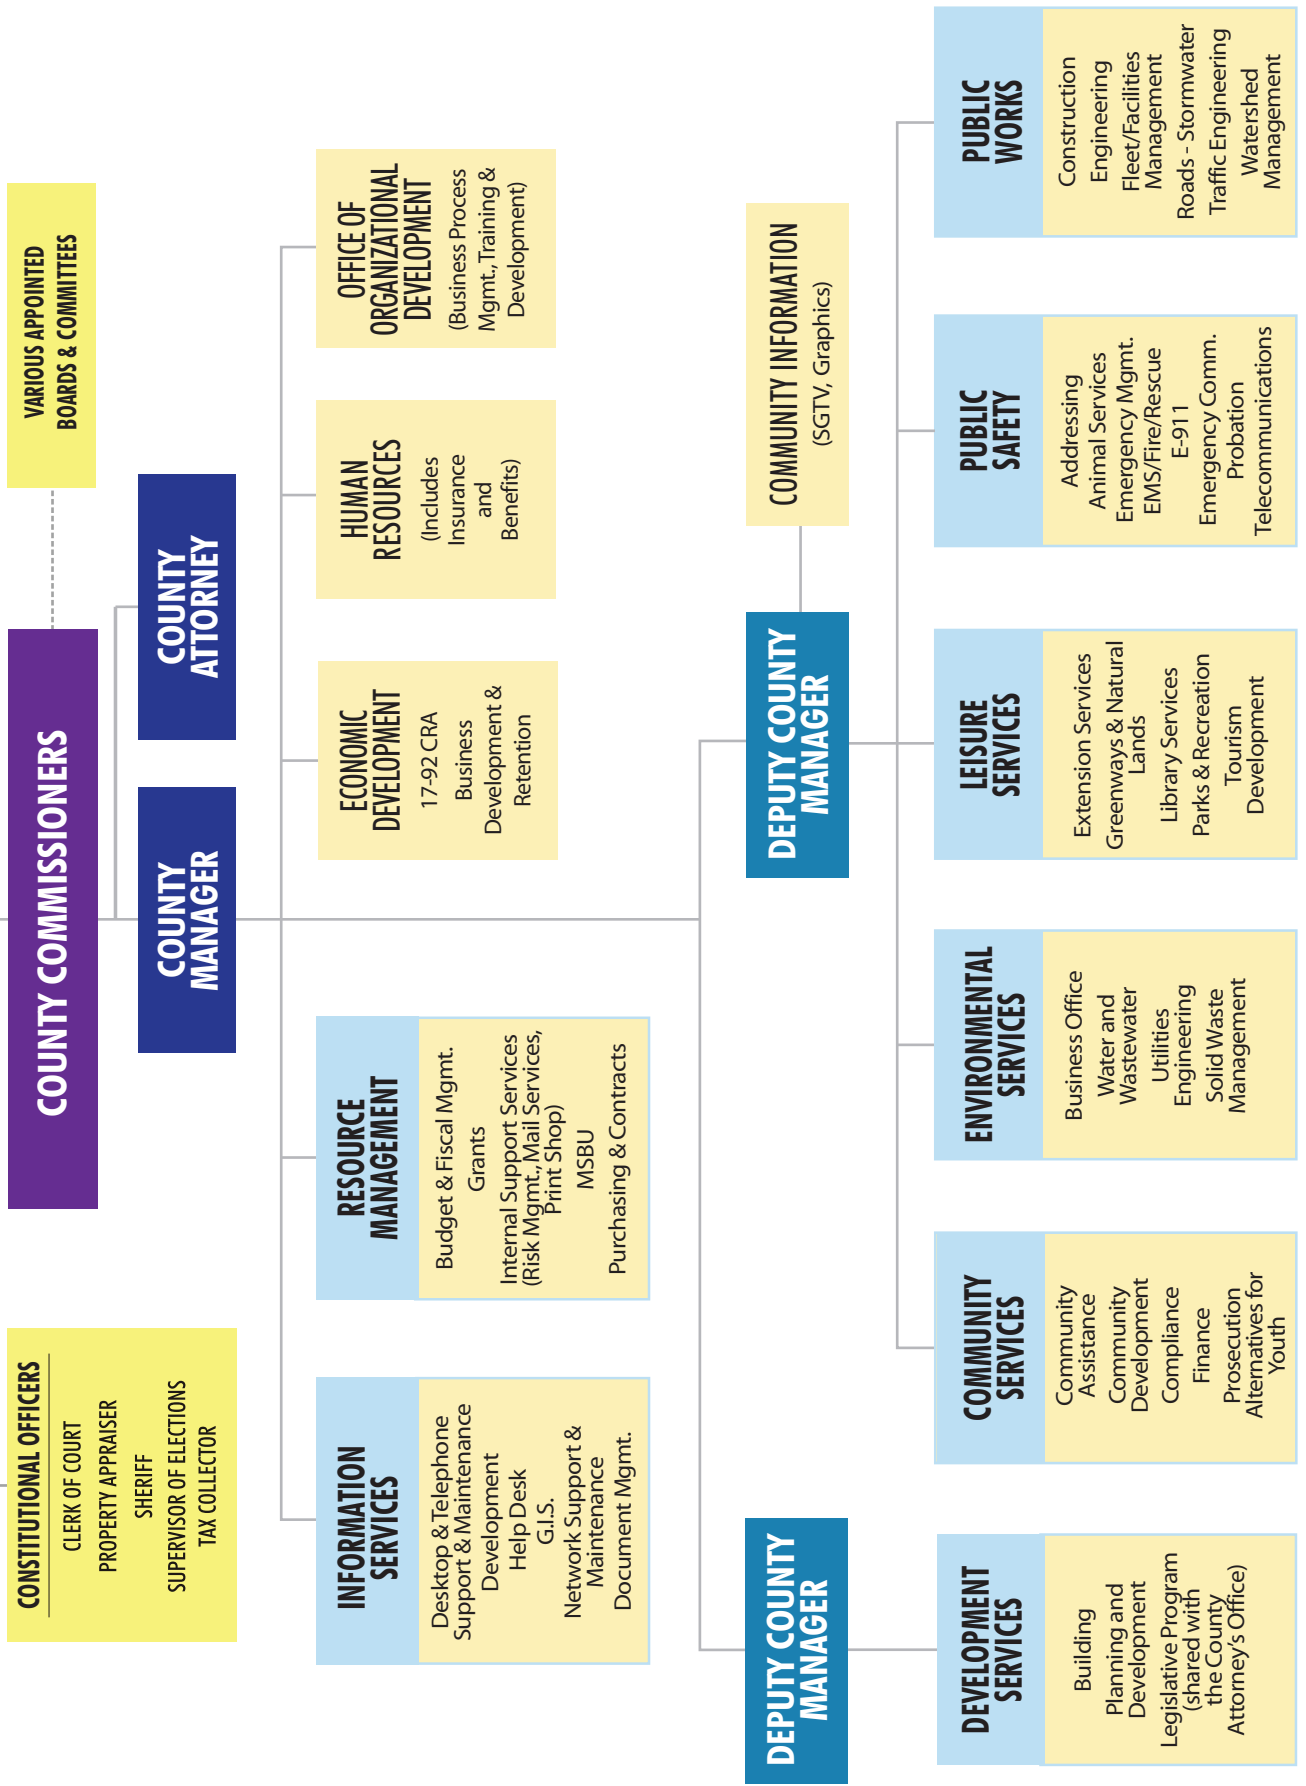 CONSTITUTIONAL OFFICERS
CLERK OF COURT
PROPERTY APPRAISER
SHERIFF
SUPERVISOR OF ELECTIONS
TAX COLLECTOR
COUNTY COMMISSIONERS
VARIOUS APPOINTED
BOARDS & COMMITTEES
COUNTY
MANAGER
COUNTY
ATTORNEY
INFORMATION
SERVICES
Desktop & Telephone
Support & Maintenance
Development
Help Desk
G.I.S.
Network Support &
Maintenance
Document Mgmt.
RESOURCE
MANAGEMENT
Budget & Fiscal Mgmt.
Grants
Internal Support Services
(Risk Mgmt., Mail Services,
Print Shop)
MSBU
Purchasing & Contracts
ECONOMIC
DEVELOPMENT
17-92 CRA
Business
Development &
Retention
HUMAN
RESOURCES
(Includes
Insurance
and
Benefits)
OFFICE OF
ORGANIZATIONAL
DEVELOPMENT
(Business Process
Mgmt., Training &
Development)
DEPUTY COUNTY
MANAGER
DEPUTY COUNTY
MANAGER
COMMUNITY INFORMATION
(SGTV, Graphics)
DEVELOPMENT
SERVICES
Building
Planning and
Development
Legislative Program
(shared with
the County
Attorney's Office)
COMMUNITY
SERVICES
Community
Assistance
Community
Development
Compliance
Finance
Prosecution
Alternatives for
Youth
ENVIRONMENTAL
SERVICES
Business Office
Water and
Wastewater
Utilities
Engineering
Solid Waste
Management
LEISURE
SERVICES
Extension Services
Greenways & Natural
Lands
Library Services
Parks & Recreation
Tourism
Development
PUBLIC
SAFETY
Addressing
Animal Services
Emergency Mgmt.
EMS/Fire/Rescue
E-911
Emergency Comm.
Probation
Telecommunications
PUBLIC
WORKS
Construction
Engineering
Fleet/Facilities
Management
Roads - Stormwater
Traffic Engineering
Watershed
Management